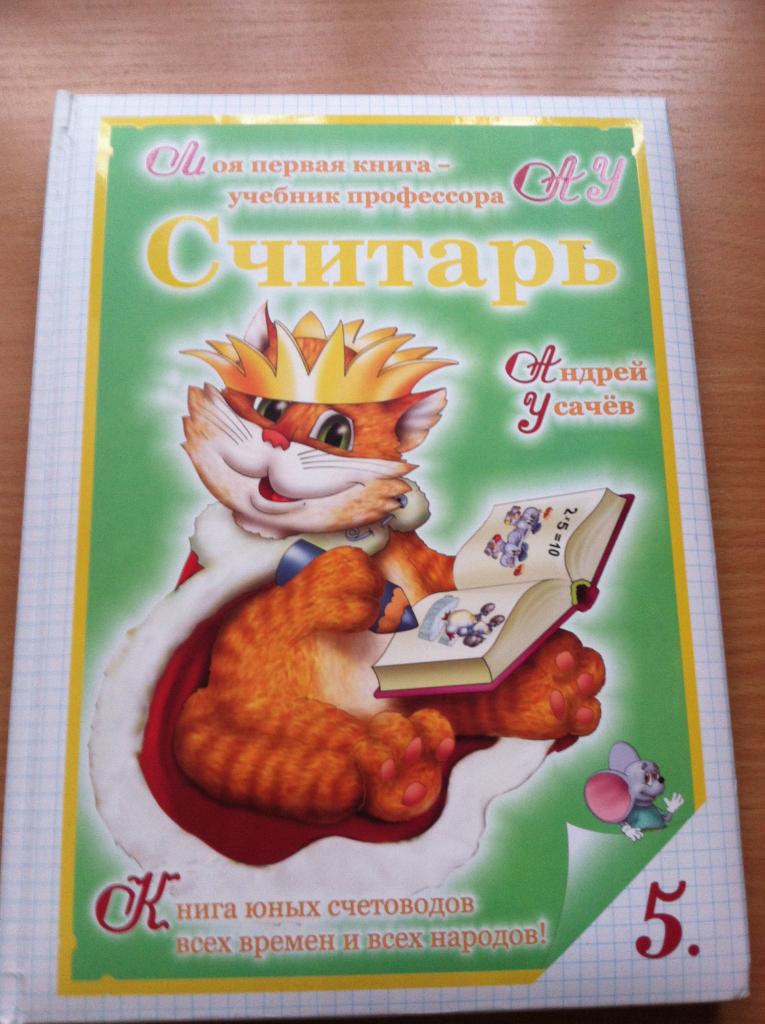 Моя первая книга –
учебник профессора АУ
Считарь
Андрей
Усачёв
2×5=10
Книга юных счетоводов
всех времен и всех народов!
5.